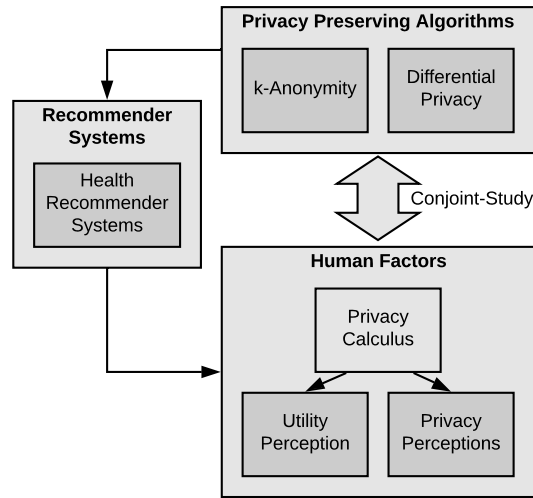 Privacy Preserving Algorithms
k-Anonymity
Differential
Privacy
Recommender
Systems
Health
Recommender
Systems
Conjoint-Study
Human Factors
Privacy
Calculus
Utility
Perception
Privacy
Perceptions